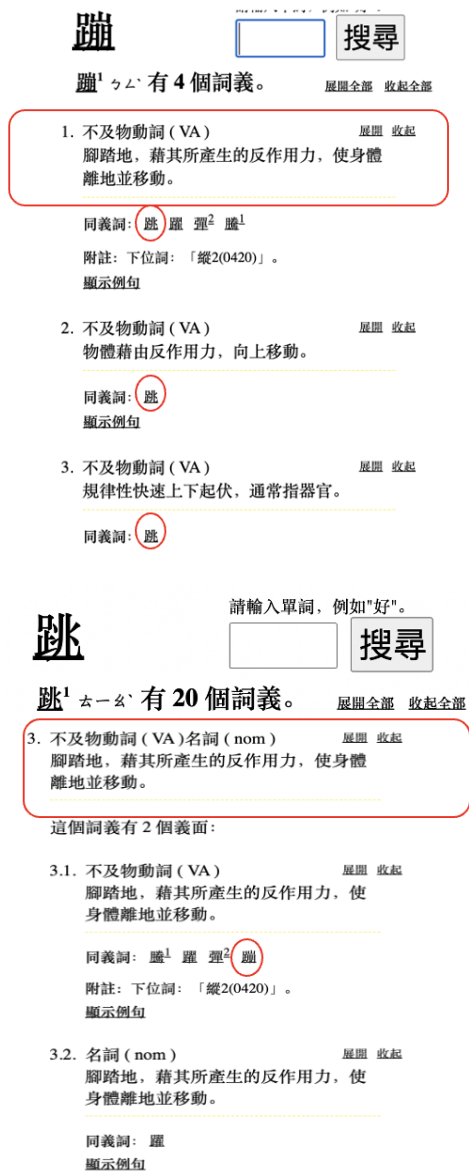 蹦
搜尋
蹦1 ㄅㄥˋ 有 4 個詞義。 展開全部 收起全部
1. 不及物動詞 ( VA ) 展開 收起
腳踏地，藉其所產生的反作用力，使身體
離地並移動。
同義詞: 跳 躍 彈2 騰1
附註：下位詞：「縱2(0420)」。
顯示例句
2. 不及物動詞 ( VA ) 展開 收起
物體藉由反作用力，向上移動。
同義詞: 跳
顯示例句
3. 不及物動詞 ( VA ) 展開 收起
規律性快速上下起伏，通常指器官。
同義詞: 跳
請輸入單詞，例如"好"。
跳
搜尋
跳1 ㄊㄧㄠˋ 有 20 個詞義。 展開全部 收起全部
3. 不及物動詞 ( VA )名詞 ( nom ) 展開 收起
腳踏地，藉其所產生的反作用力，使身體
離地並移動。
這個詞義有 2 個義面：
3.1. 不及物動詞 ( VA ) 展開 收起
腳踏地，藉其所產生的反作用力，使
身體離地並移動。
同義詞: 騰1 躍 彈2 蹦
附註：下位詞：「縱2(0420)」。
顯示例句
3.2. 名詞 ( nom ) 展開 收起
腳踏地，藉其所產生的反作用力，使
身體離地並移動。
同義詞: 躍
顯示例句